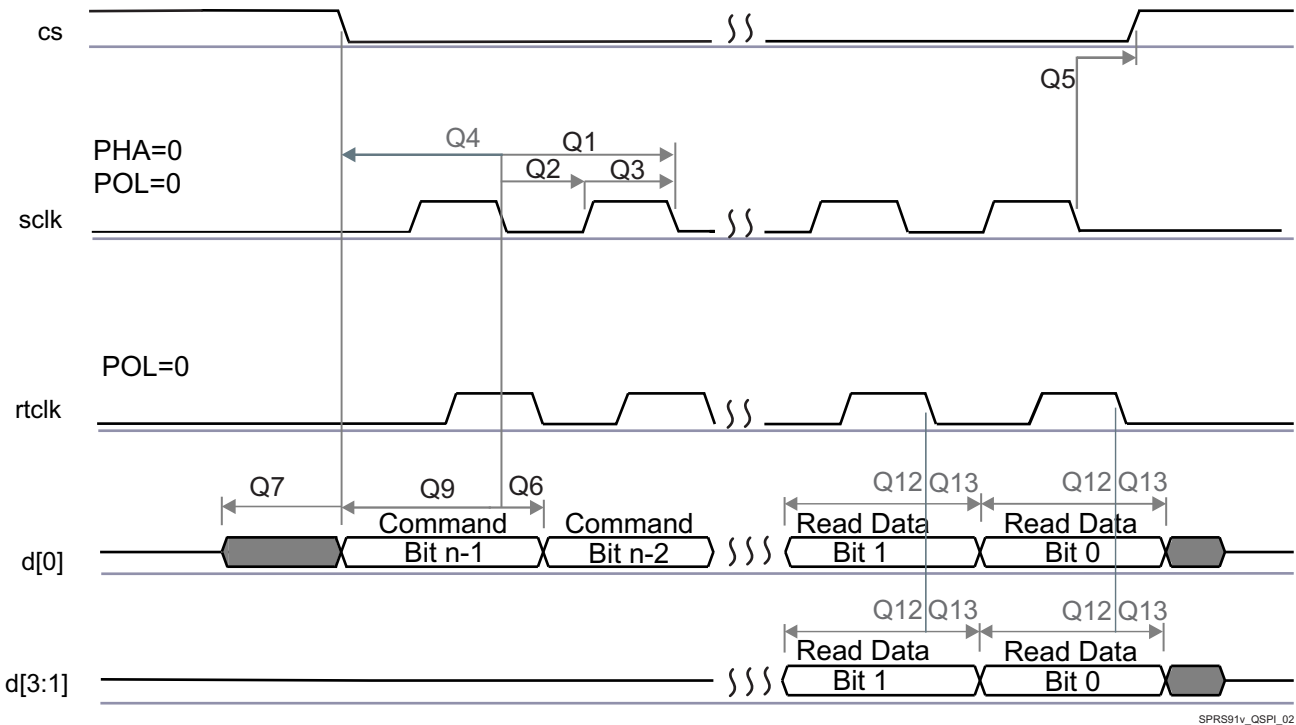 cs
Q5
PHA=0
POL=0
Q4
Q1
Q2
Q3
sclk
POL=0
rtclk
Q7
Q9
Q6
Q12
Q13
Q12
Q13
Command
Command
Read Data
Read Data
d[0]
Bit n-1
Bit n-2
Bit 1
Bit 0
Q12
Q13
Q12
Q13
Read Data
Read Data
d[3:1]
Bit 1
Bit 0
SPRS91v_QSPI_02